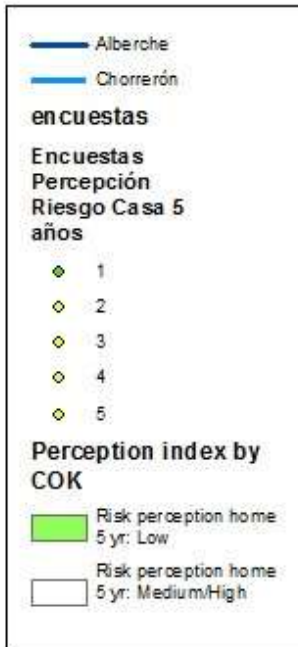 Alberche
Chorrerón
encuestas
Encuestas
Percepción
Riesgo Casa 5
años
1
2
3
4
5
Perception index by
COK
Risk perception home
5 yr: Low
Risk perception home
5 yr: Medium/High